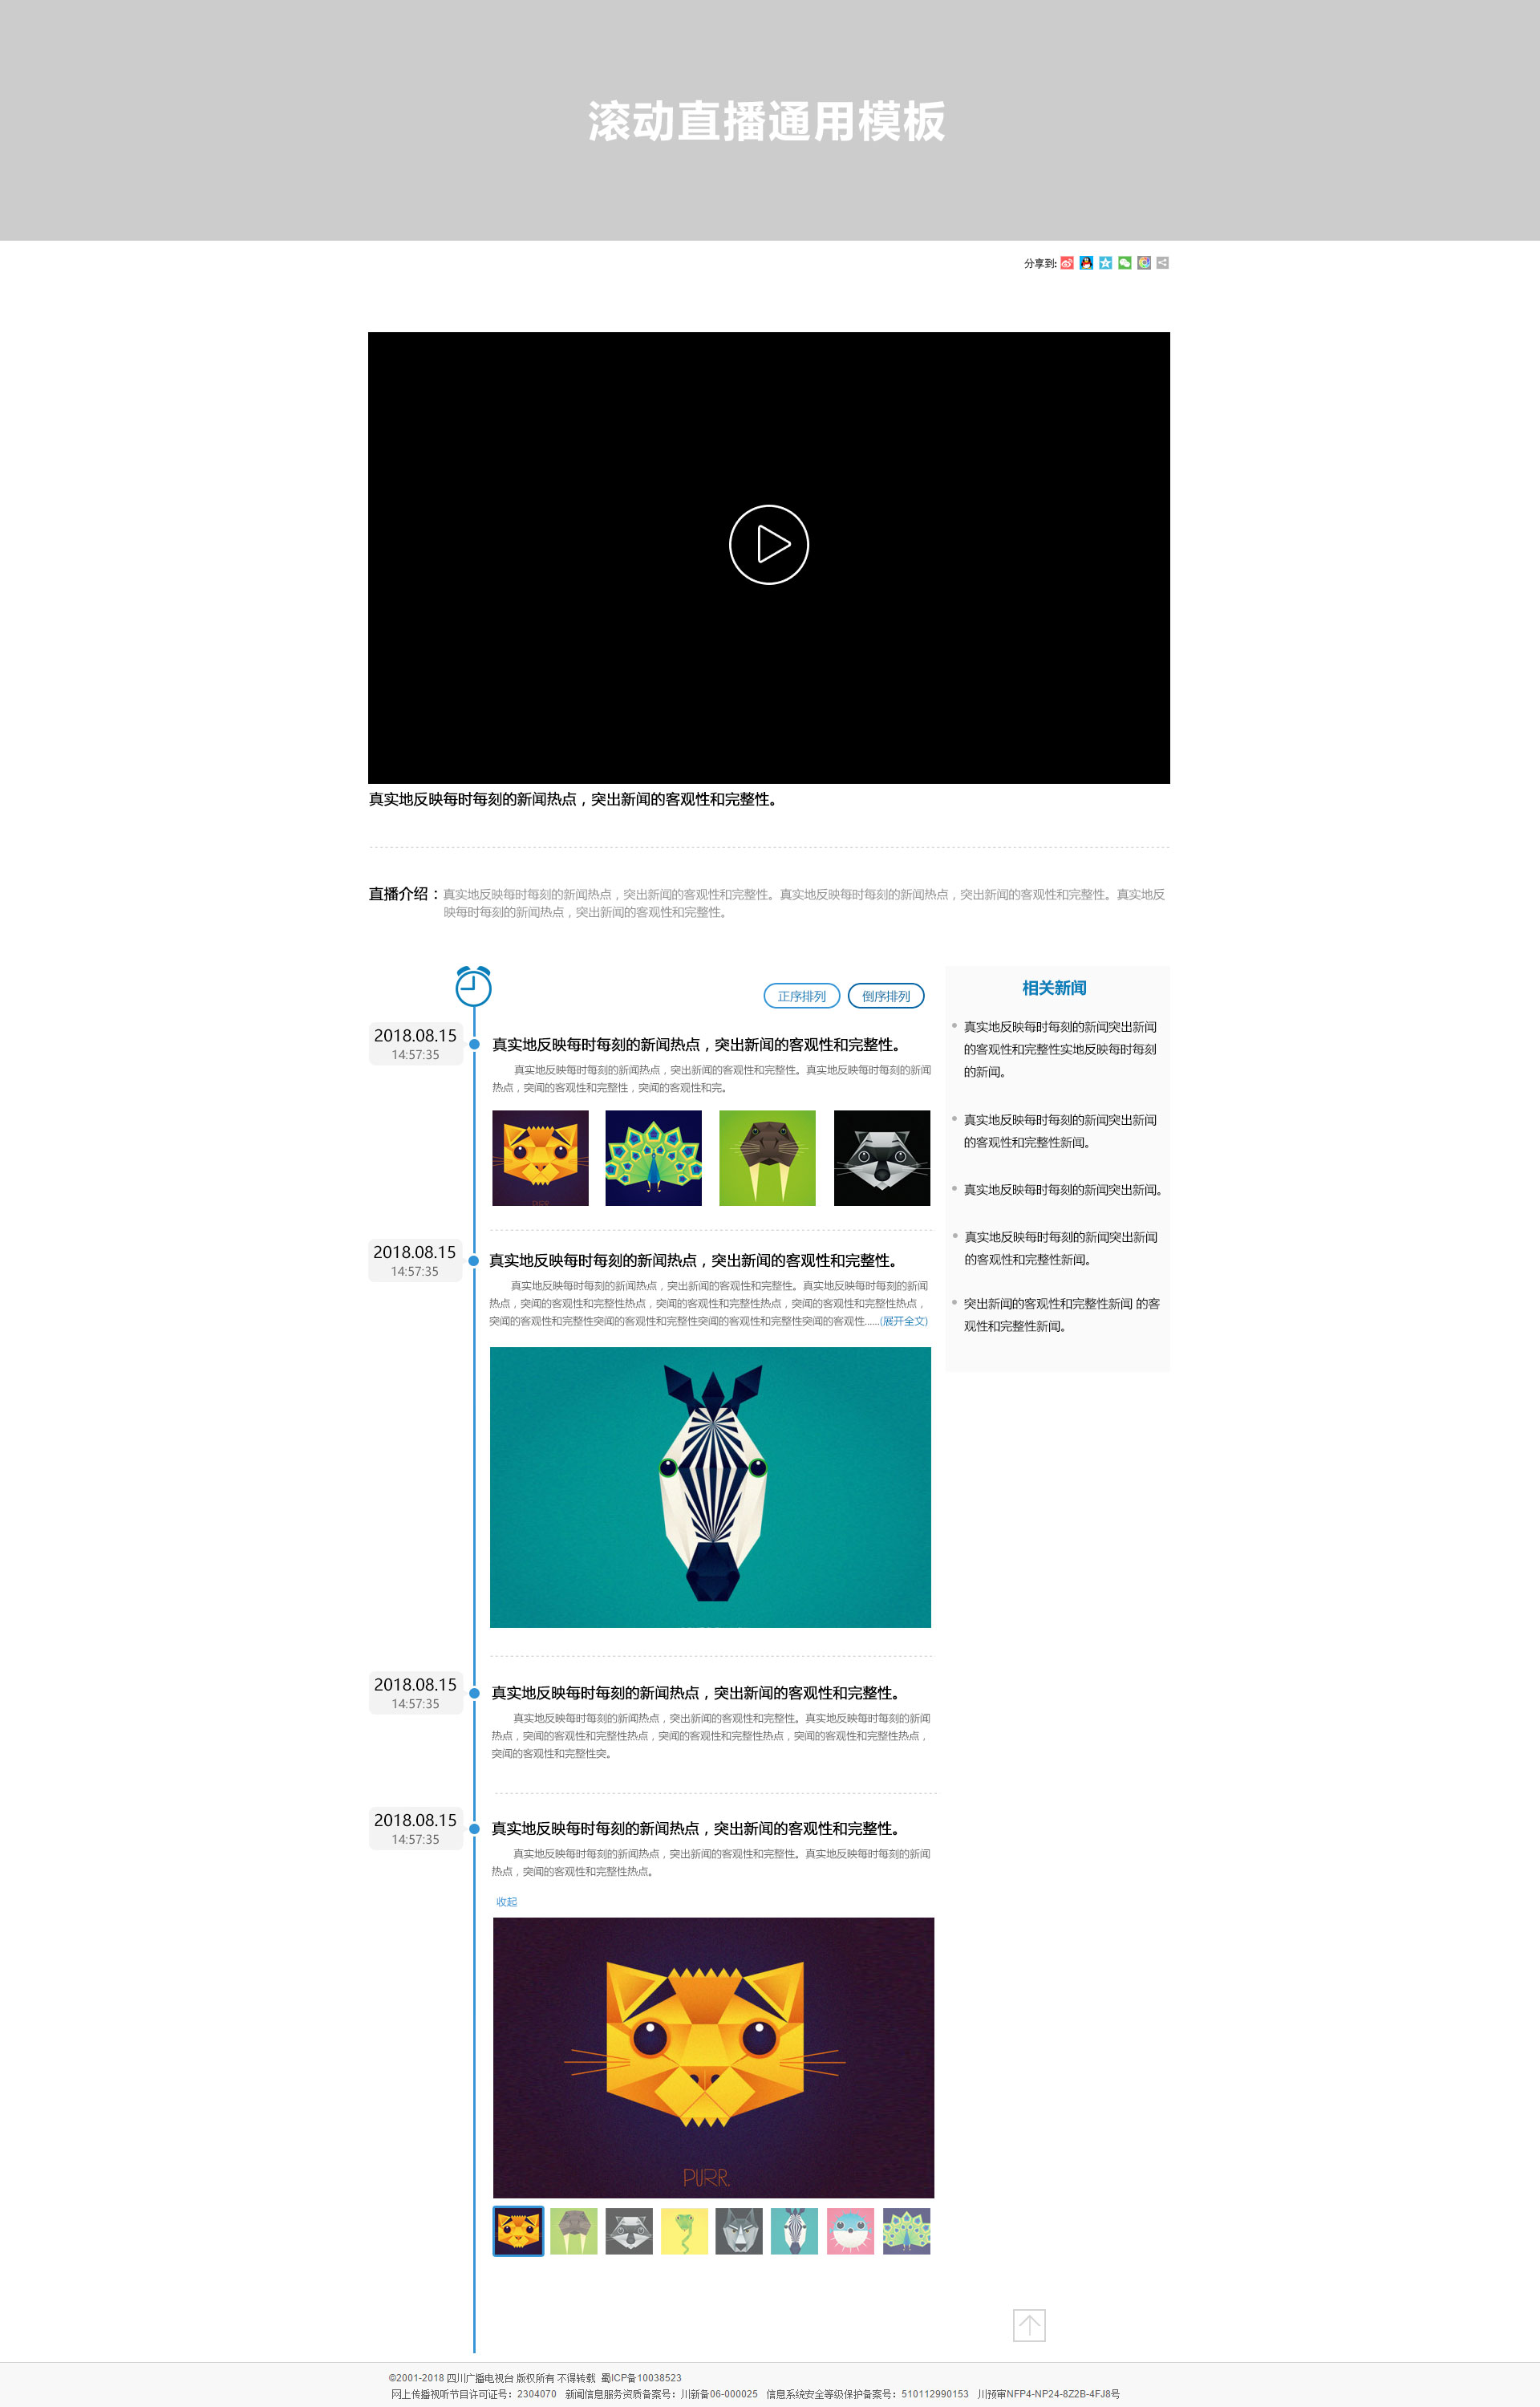 滚动直播通用模板
分享到:
真实地反映每时每刻的新闻热点，突出新闻的客观性和完整性。
直播介绍：真实地反映每时每刻的新闻热点，突出新闻的客观性和完整性。真实地反映每时每刻的新闻热点，突出新闻的客观性和完整性。真实地反
映每时每刻的新闻热点，突出新闻的客观性和完整性。
正序排列 倒序排列
2018.08.15
14:57:35
真实地反映每时每刻的新闻热点，突出新闻的客观性和完整性。
真实地反映每时每刻的新闻热点，突出新闻的客观性和完整性。真实地反映每时每刻的新闻
热点，突闻的客观性和完整性，突闻的客观性和完。
PURR.
2018.08.15
14:57:35
真实地反映每时每刻的新闻热点，突出新闻的客观性和完整性。
真实地反映每时每刻的新闻热点，突出新闻的客观性和完整性。真实地反映每时每刻的新闻
热点，突闻的客观性和完整性热点，突闻的客观性和完整性热点，突闻的客观性和完整性热点，
突闻的客观性和完整性突闻的客观性和完整性突闻的客观性和完整性突闻的客观性......(展开全文)
2018.08.15
14:57:35
真实地反映每时每刻的新闻热点，突出新闻的客观性和完整性。
真实地反映每时每刻的新闻热点，突出新闻的客观性和完整性。真实地反映每时每刻的新闻
热点，突闻的客观性和完整性热点，突闻的客观性和完整性热点，突闻的客观性和完整性热点，
突闻的客观性和完整性突。
2018.08.15
14:57:35
真实地反映每时每刻的新闻热点，突出新闻的客观性和完整性。
真实地反映每时每刻的新闻热点，突出新闻的客观性和完整性。真实地反映每时每刻的新闻
热点，突闻的客观性和完整性热点。
收起
PURR.
相关新闻
真实地反映每时每刻的新闻突出新闻
的客观性和完整性实地反映每时每刻
的新闻。
真实地反映每时每刻的新闻突出新闻
的客观性和完整性新闻。
真实地反映每时每刻的新闻突出新闻。
真实地反映每时每刻的新闻突出新闻
的客观性和完整性新闻。
突出新闻的客观性和完整性新闻 的客
观性和完整性新闻。
©2001-2018 四川广播电视台 版权所有 不得转载 蜀ICP备10038523
网上传播视听节目许可证号：2304070 新闻信息服务资质备案号：川新备06-000025 信息系统安全等级保护备案号：510112990153 川预审NFP4-NP24-8Z2B-4FJ8号